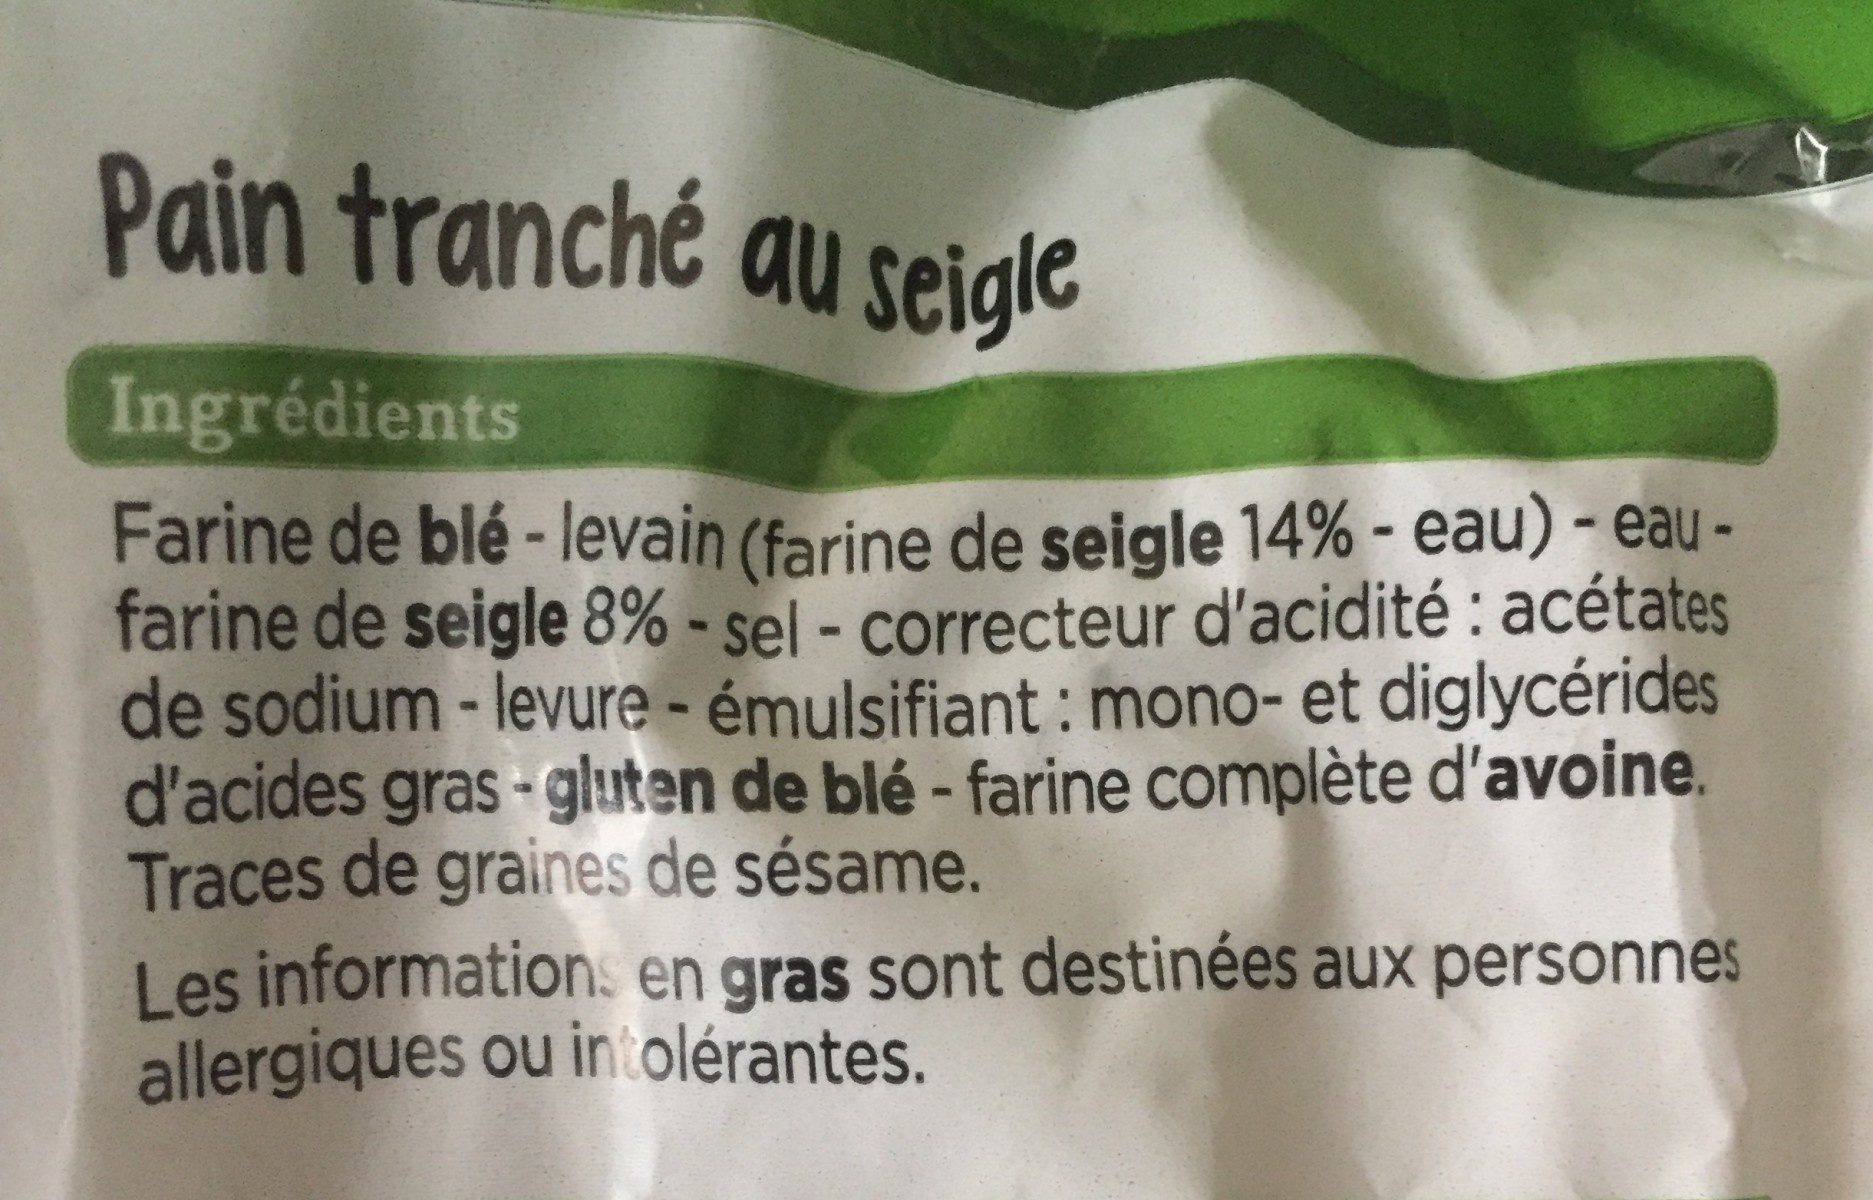 Pain tranché au seigle
Ingrédients
Farine de blé - levain (farine de seigle 14% - eau) - eau -
farine de seigle 8% - sel - correcteur d'acidité : acétates
de sodium - levure - émulsifiant : mono- et diglycérides
d'acides gras - gluten de blé - farine complète d'avoine.
Traces de graines de sésame.
Les informations en gras sont destinées aux personnes
allergiques ou intolérantes.